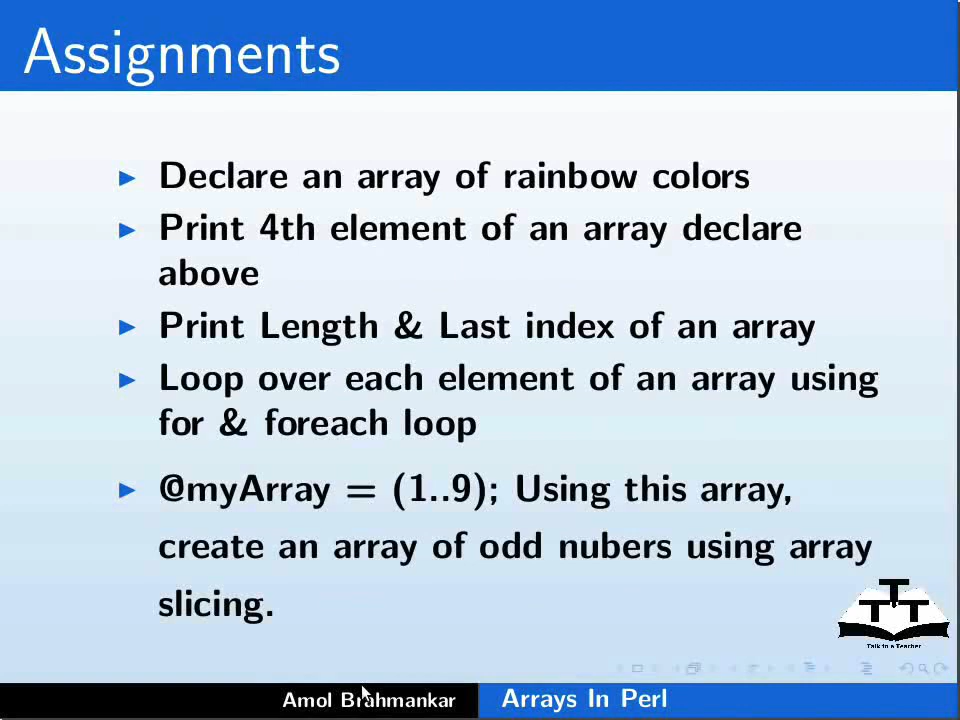 Assignments
Declare an array of rainbow colors
Print 4th element of an array declare
above
Print Length & Last index of an array
Loop over each element of an array using
for & foreach loop
@myArray = (1..9); Using this array,
create an array of odd nubers using array
slicing.
TTT
Talk to a Teacher
Amol Brahmankar
Arrays In Perl